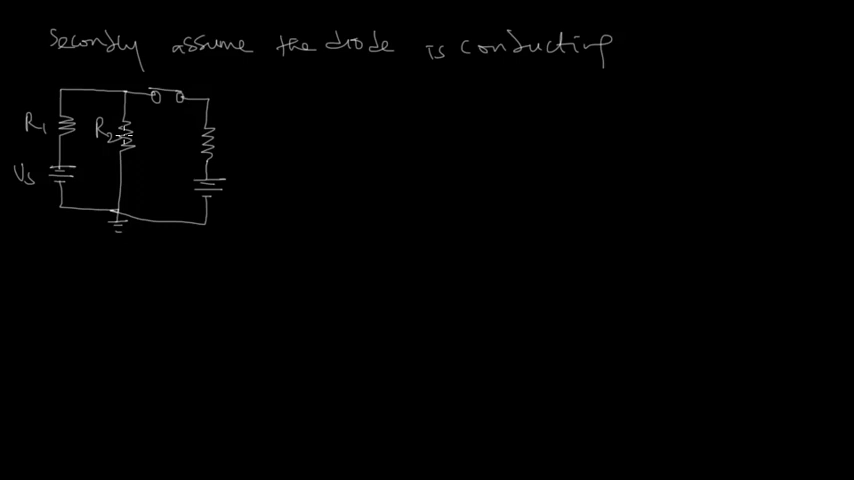 Secondly assume the diode is conducting
R1
R2
Vs